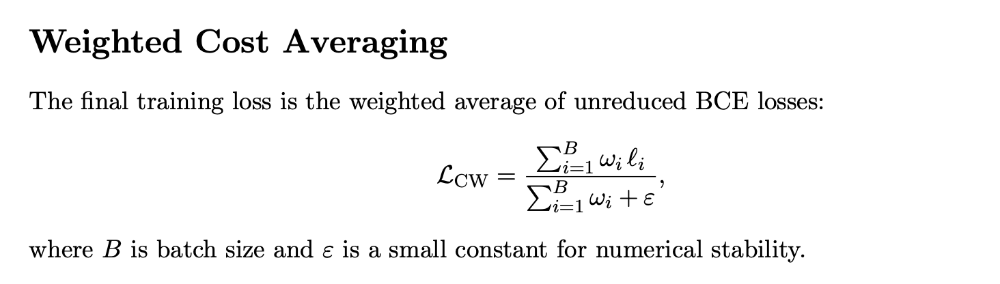 Weighted Cost Averaging
The final training loss is the weighted average of unreduced BCE losses:
$$\mathcal{L}_{\mathrm{CW}} = \frac{\sum_{i=1}^{B} \omega_i \, \ell_i}{\sum_{i=1}^{B} \omega_i + \varepsilon},$$
where $B$ is batch size and $\varepsilon$ is a small constant for numerical stability.